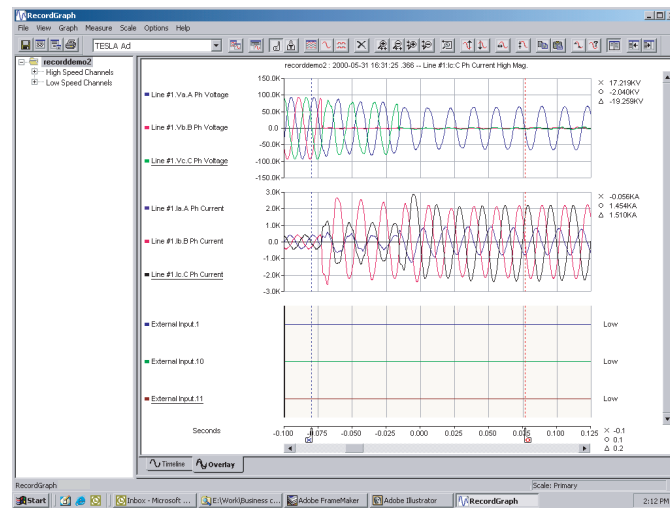 RecordGraph
File View Graph Measure Scale Options Help
TESLA Ad
recorddemo2
High Speed Channels
Low Speed Channels
recorddemo2 : 2000-05-31 16:31:25 .366 -- Line #1:Ic:C Ph Current High Mag.
150.0K
100.0K
50.0K
0.0
-50.0K
-100.0K
-150.0K
Line #1.Va.A Ph Voltage
Line #1.Vb.B Ph Voltage
Line #1.Vc.C Ph Voltage
17.219KV
-2.040KV
-19.259KV
3.0K
2.0K
1.0K
0.0
-1.0K
-2.0K
-3.0K
Line #1.Ia.A Ph Current
Line #1.Ib.B Ph Current
Line #1.Ic.C Ph Current
-0.056KA
1.454KA
1.510KA
External Input.1 Low
External Input.10 Low
External Input.11 Low
Seconds -0.100 -0.075 -0.050 -0.025 0.000 0.025 0.050 0.075 0.100 0.125
-0.1
0.1
0.2
Timeline Overlay
RecordGraph Scale: Primary
Start Inbox - Microsoft ... E:\Work\Business c... Adobe FrameMaker Adobe Illustrator RecordGraph 2:12 PM